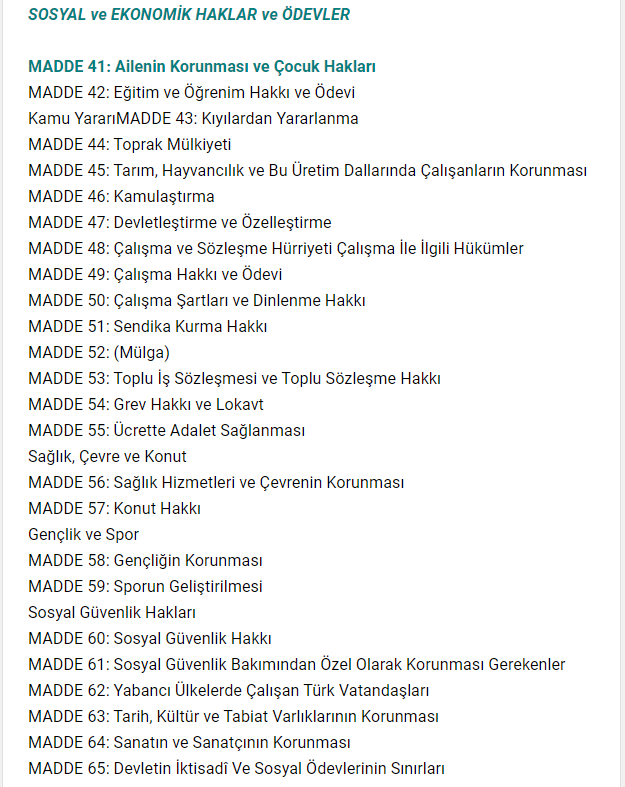 SOSYAL ve EKONOMİK HAKLAR ve ÖDEVLER
MADDE 41: Ailenin Korunması ve Çocuk Hakları
MADDE 42: Eğitim ve Öğrenim Hakkı ve Ödevi
Kamu YararıMADDE 43: Kıyılardan Yararlanma
MADDE 44: Toprak Mülkiyeti
MADDE 45: Tarım, Hayvancılık ve Bu Üretim Dallarında Çalışanların Korunması
MADDE 46: Kamulaştırma
MADDE 47: Devletleştirme ve Özelleştirme
MADDE 48: Çalışma ve Sözleşme Hürriyeti Çalışma İle İlgili Hükümler
MADDE 49: Çalışma Hakkı ve Ödevi
MADDE 50: Çalışma Şartları ve Dinlenme Hakkı
MADDE 51: Sendika Kurma Hakkı
MADDE 52: (Mülga)
MADDE 53: Toplu İş Sözleşmesi ve Toplu Sözleşme Hakkı
MADDE 54: Grev Hakkı ve Lokavt
MADDE 55: Ücrette Adalet Sağlanması
Sağlık, Çevre ve Konut
MADDE 56: Sağlık Hizmetleri ve Çevrenin Korunması
MADDE 57: Konut Hakkı
Gençlik ve Spor
MADDE 58: Gençliğin Korunması
MADDE 59: Sporun Geliştirilmesi
Sosyal Güvenlik Hakları
MADDE 60: Sosyal Güvenlik Hakkı
MADDE 61: Sosyal Güvenlik Bakımından Özel Olarak Korunması Gerekenler
MADDE 62: Yabancı Ülkelerde Çalışan Türk Vatandaşları
MADDE 63: Tarih, Kültür ve Tabiat Varlıklarının Korunması
MADDE 64: Sanatın ve Sanatçının Korunması
MADDE 65: Devletin İktisadî Ve Sosyal Ödevlerinin Sınırları